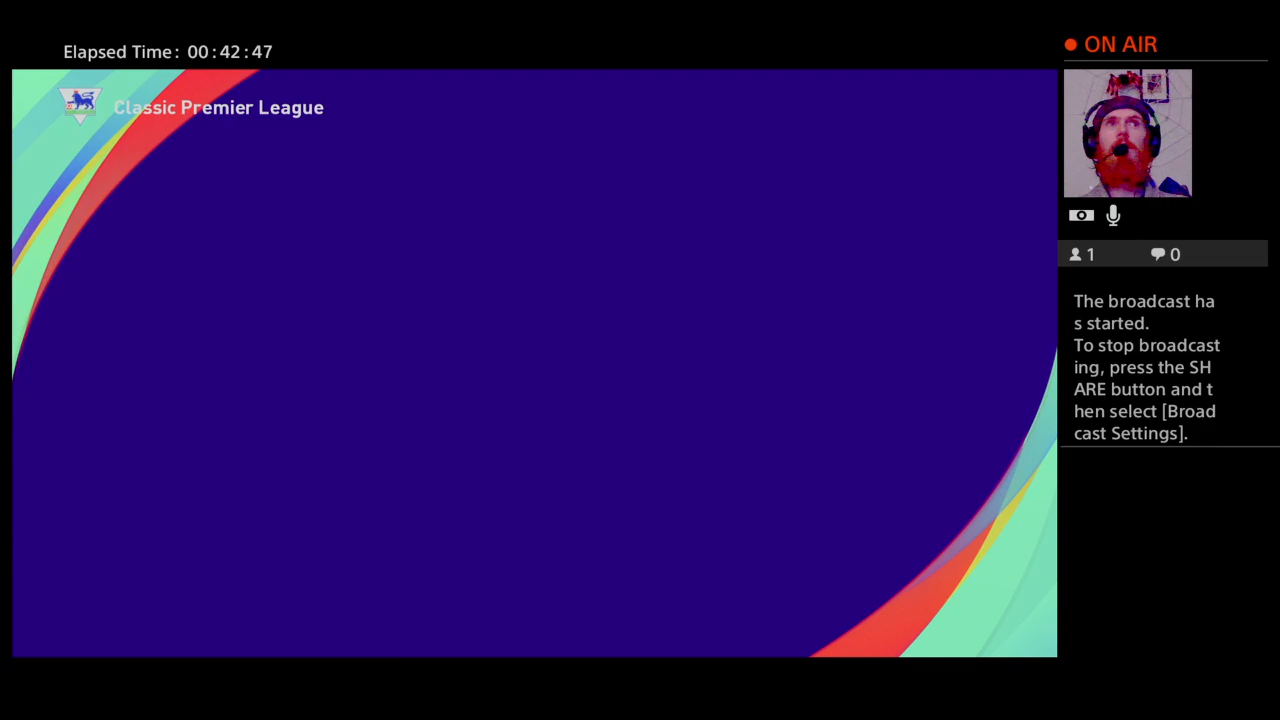 Elapsed Time: 00:42:47
ON AIR
Classic Premier League
1
0
The broadcast ha
s started.
To stop broadcast
ing, press the SH
ARE button and t
hen select [Broad
cast Settings].